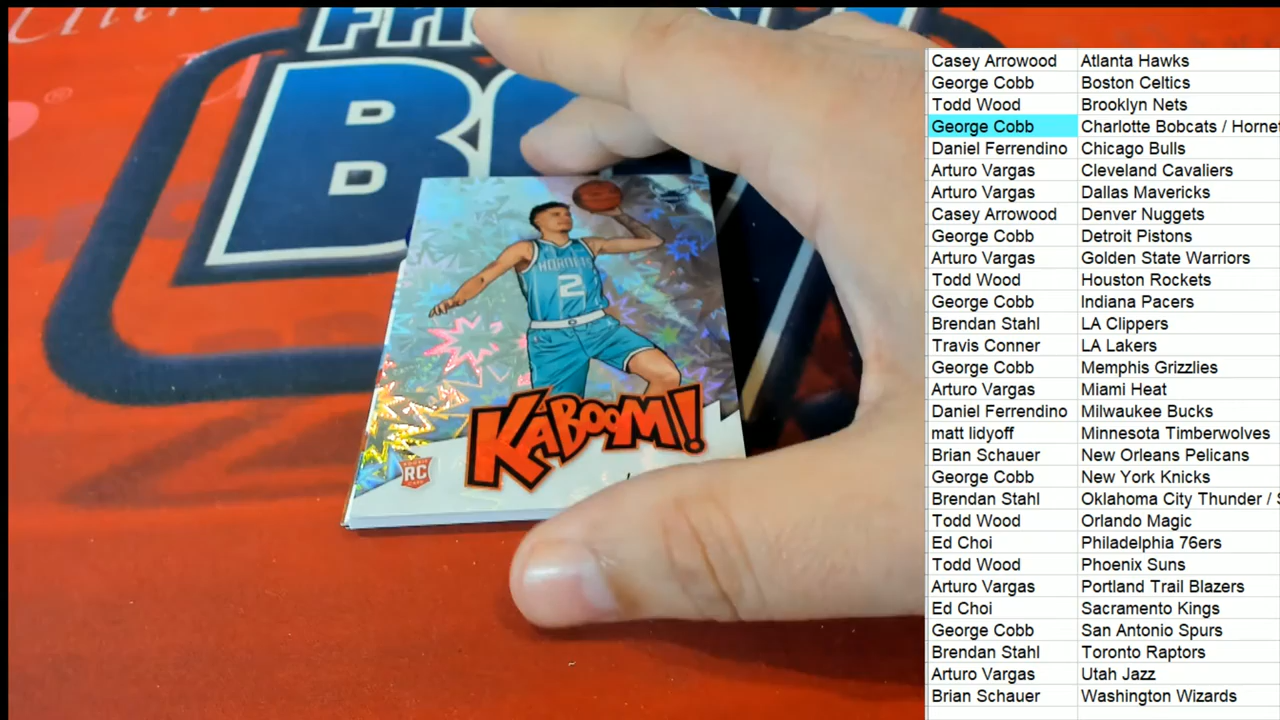 HORNETS
2
KABOOM!
ROOKIE
RC
CARD
®
Casey Arrowood Atlanta Hawks
George Cobb Boston Celtics
Todd Wood Brooklyn Nets
George Cobb Charlotte Bobcats / Hornet
Daniel Ferrendino Chicago Bulls
Arturo Vargas Cleveland Cavaliers
Arturo Vargas Dallas Mavericks
Casey Arrowood Denver Nuggets
George Cobb Detroit Pistons
Arturo Vargas Golden State Warriors
Todd Wood Houston Rockets
George Cobb Indiana Pacers
Brendan Stahl LA Clippers
Travis Conner LA Lakers
George Cobb Memphis Grizzlies
Arturo Vargas Miami Heat
Daniel Ferrendino Milwaukee Bucks
matt lidyoff Minnesota Timberwolves
Brian Schauer New Orleans Pelicans
George Cobb New York Knicks
Brendan Stahl Oklahoma City Thunder / S
Todd Wood Orlando Magic
Ed Choi Philadelphia 76ers
Todd Wood Phoenix Suns
Arturo Vargas Portland Trail Blazers
Ed Choi Sacramento Kings
George Cobb San Antonio Spurs
Brendan Stahl Toronto Raptors
Arturo Vargas Utah Jazz
Brian Schauer Washington Wizards